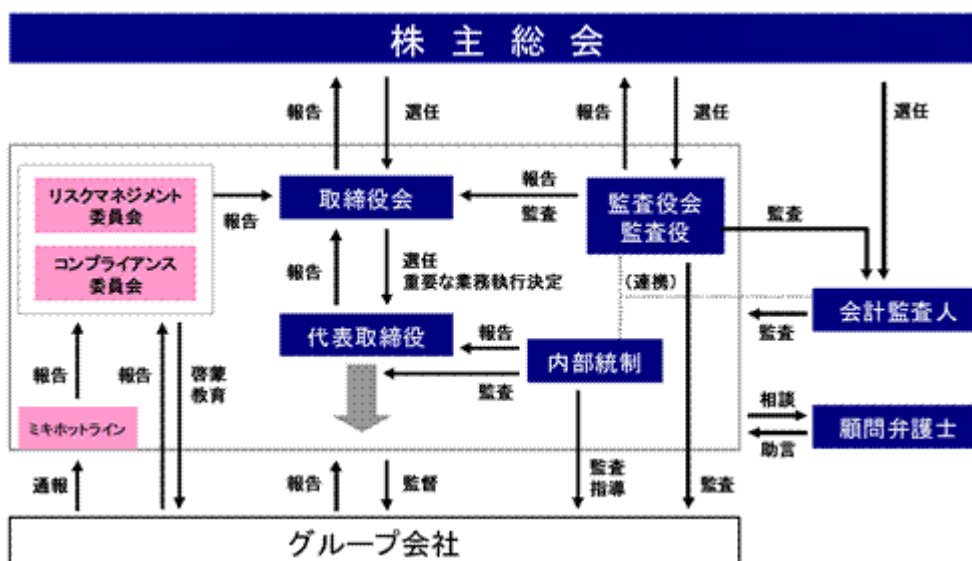 株主総会
報告
選任
報告
選任
選任
リスクマネジメント
委員会
報告
取締役会
報告
監査
監査役会
監査役
監査
コンプライアンス
委員会
報告
選任
重要な業務執行決定
(連携)
代表取締役
報告
監査
内部統制
監査
会計監査人
報告
報告
啓蒙
教育
ミキホットライン
相談
助言
顧問弁護士
通報
報告
監督
監査
指導
監査
グループ会社